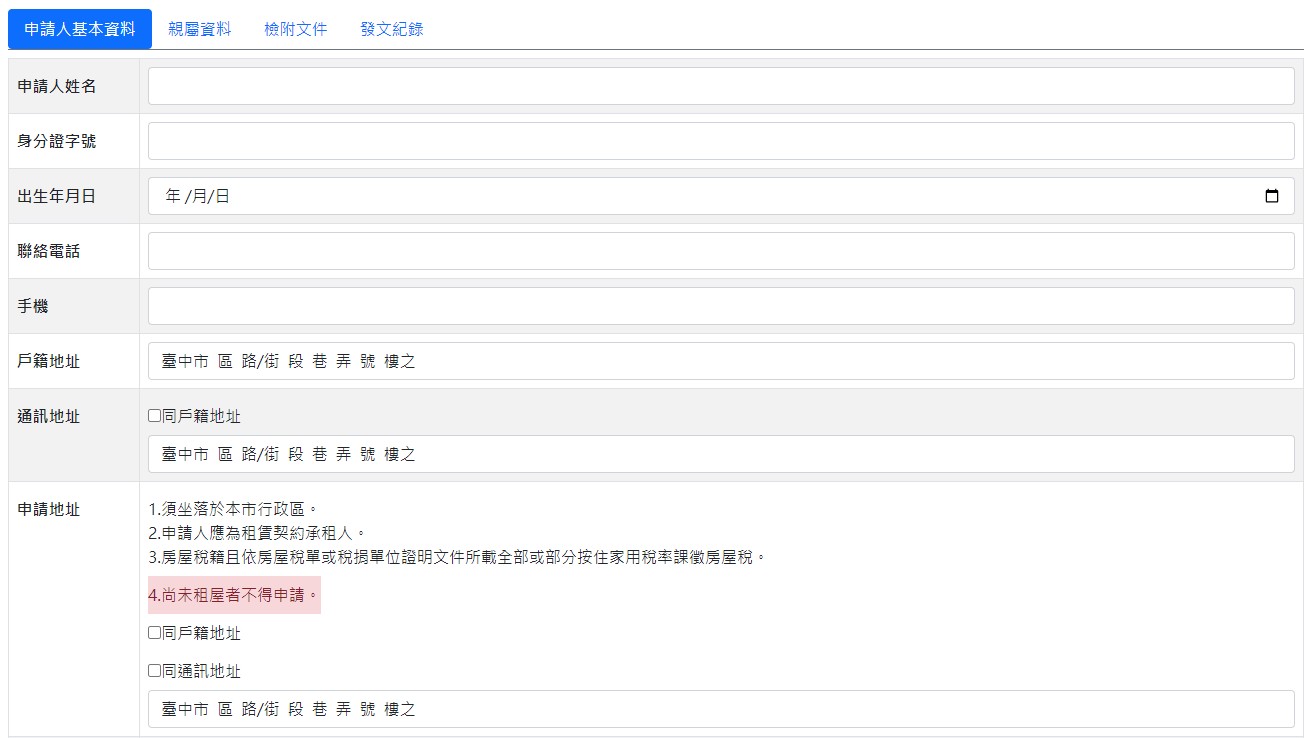 申請人基本資料 親屬資料 檢附文件 發文紀錄
申請人姓名
身分證字號
出生年月日 年 /月/日
聯絡電話
手機
戶籍地址 臺中市 區 路/街 段 巷 弄 號 樓之
通訊地址 同戶籍地址
臺中市 區 路/街 段 巷 弄 號 樓之
申請地址 1.須坐落於本市行政區。
2.申請人應為租賃契約承租人。
3.房屋稅籍且依房屋稅單或稅捐單位證明文件所載全部或部分按住家用稅率課徵房屋稅。
4.尚未租屋者不得申請。
同戶籍地址
同通訊地址
臺中市 區 路/街 段 巷 弄 號 樓之